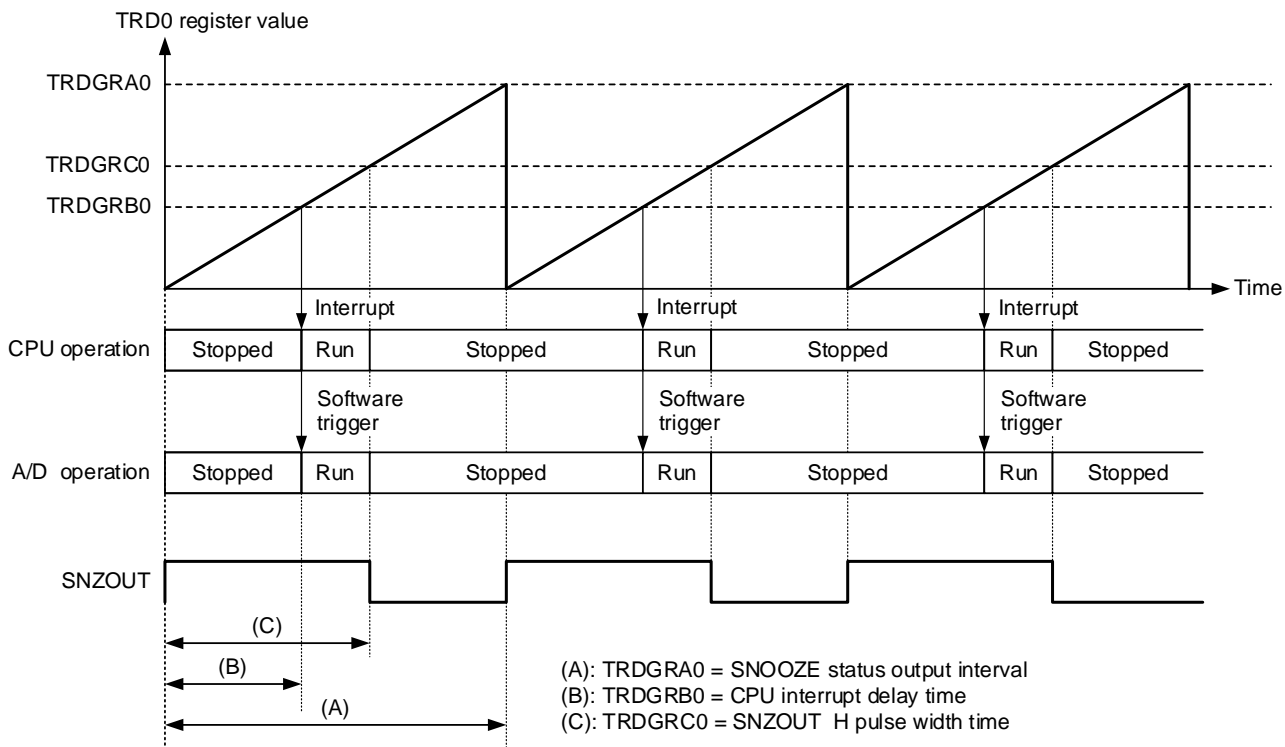 TRD0 register value
TRDGRA0
TRDGRC0
TRDGRB0
Time
Interrupt Interrupt Interrupt
CPU operation Stopped Run Stopped Run Stopped Run Stopped
Software trigger Software trigger Software trigger
A/D operation Stopped Run Stopped Run Stopped Run Stopped
SNZOUT
(C)
(B)
(A)
(A): TRDGRA0 = SNOOZE status output interval
(B): TRDGRB0 = CPU interrupt delay time
(C): TRDGRC0 = SNZOUT H pulse width time